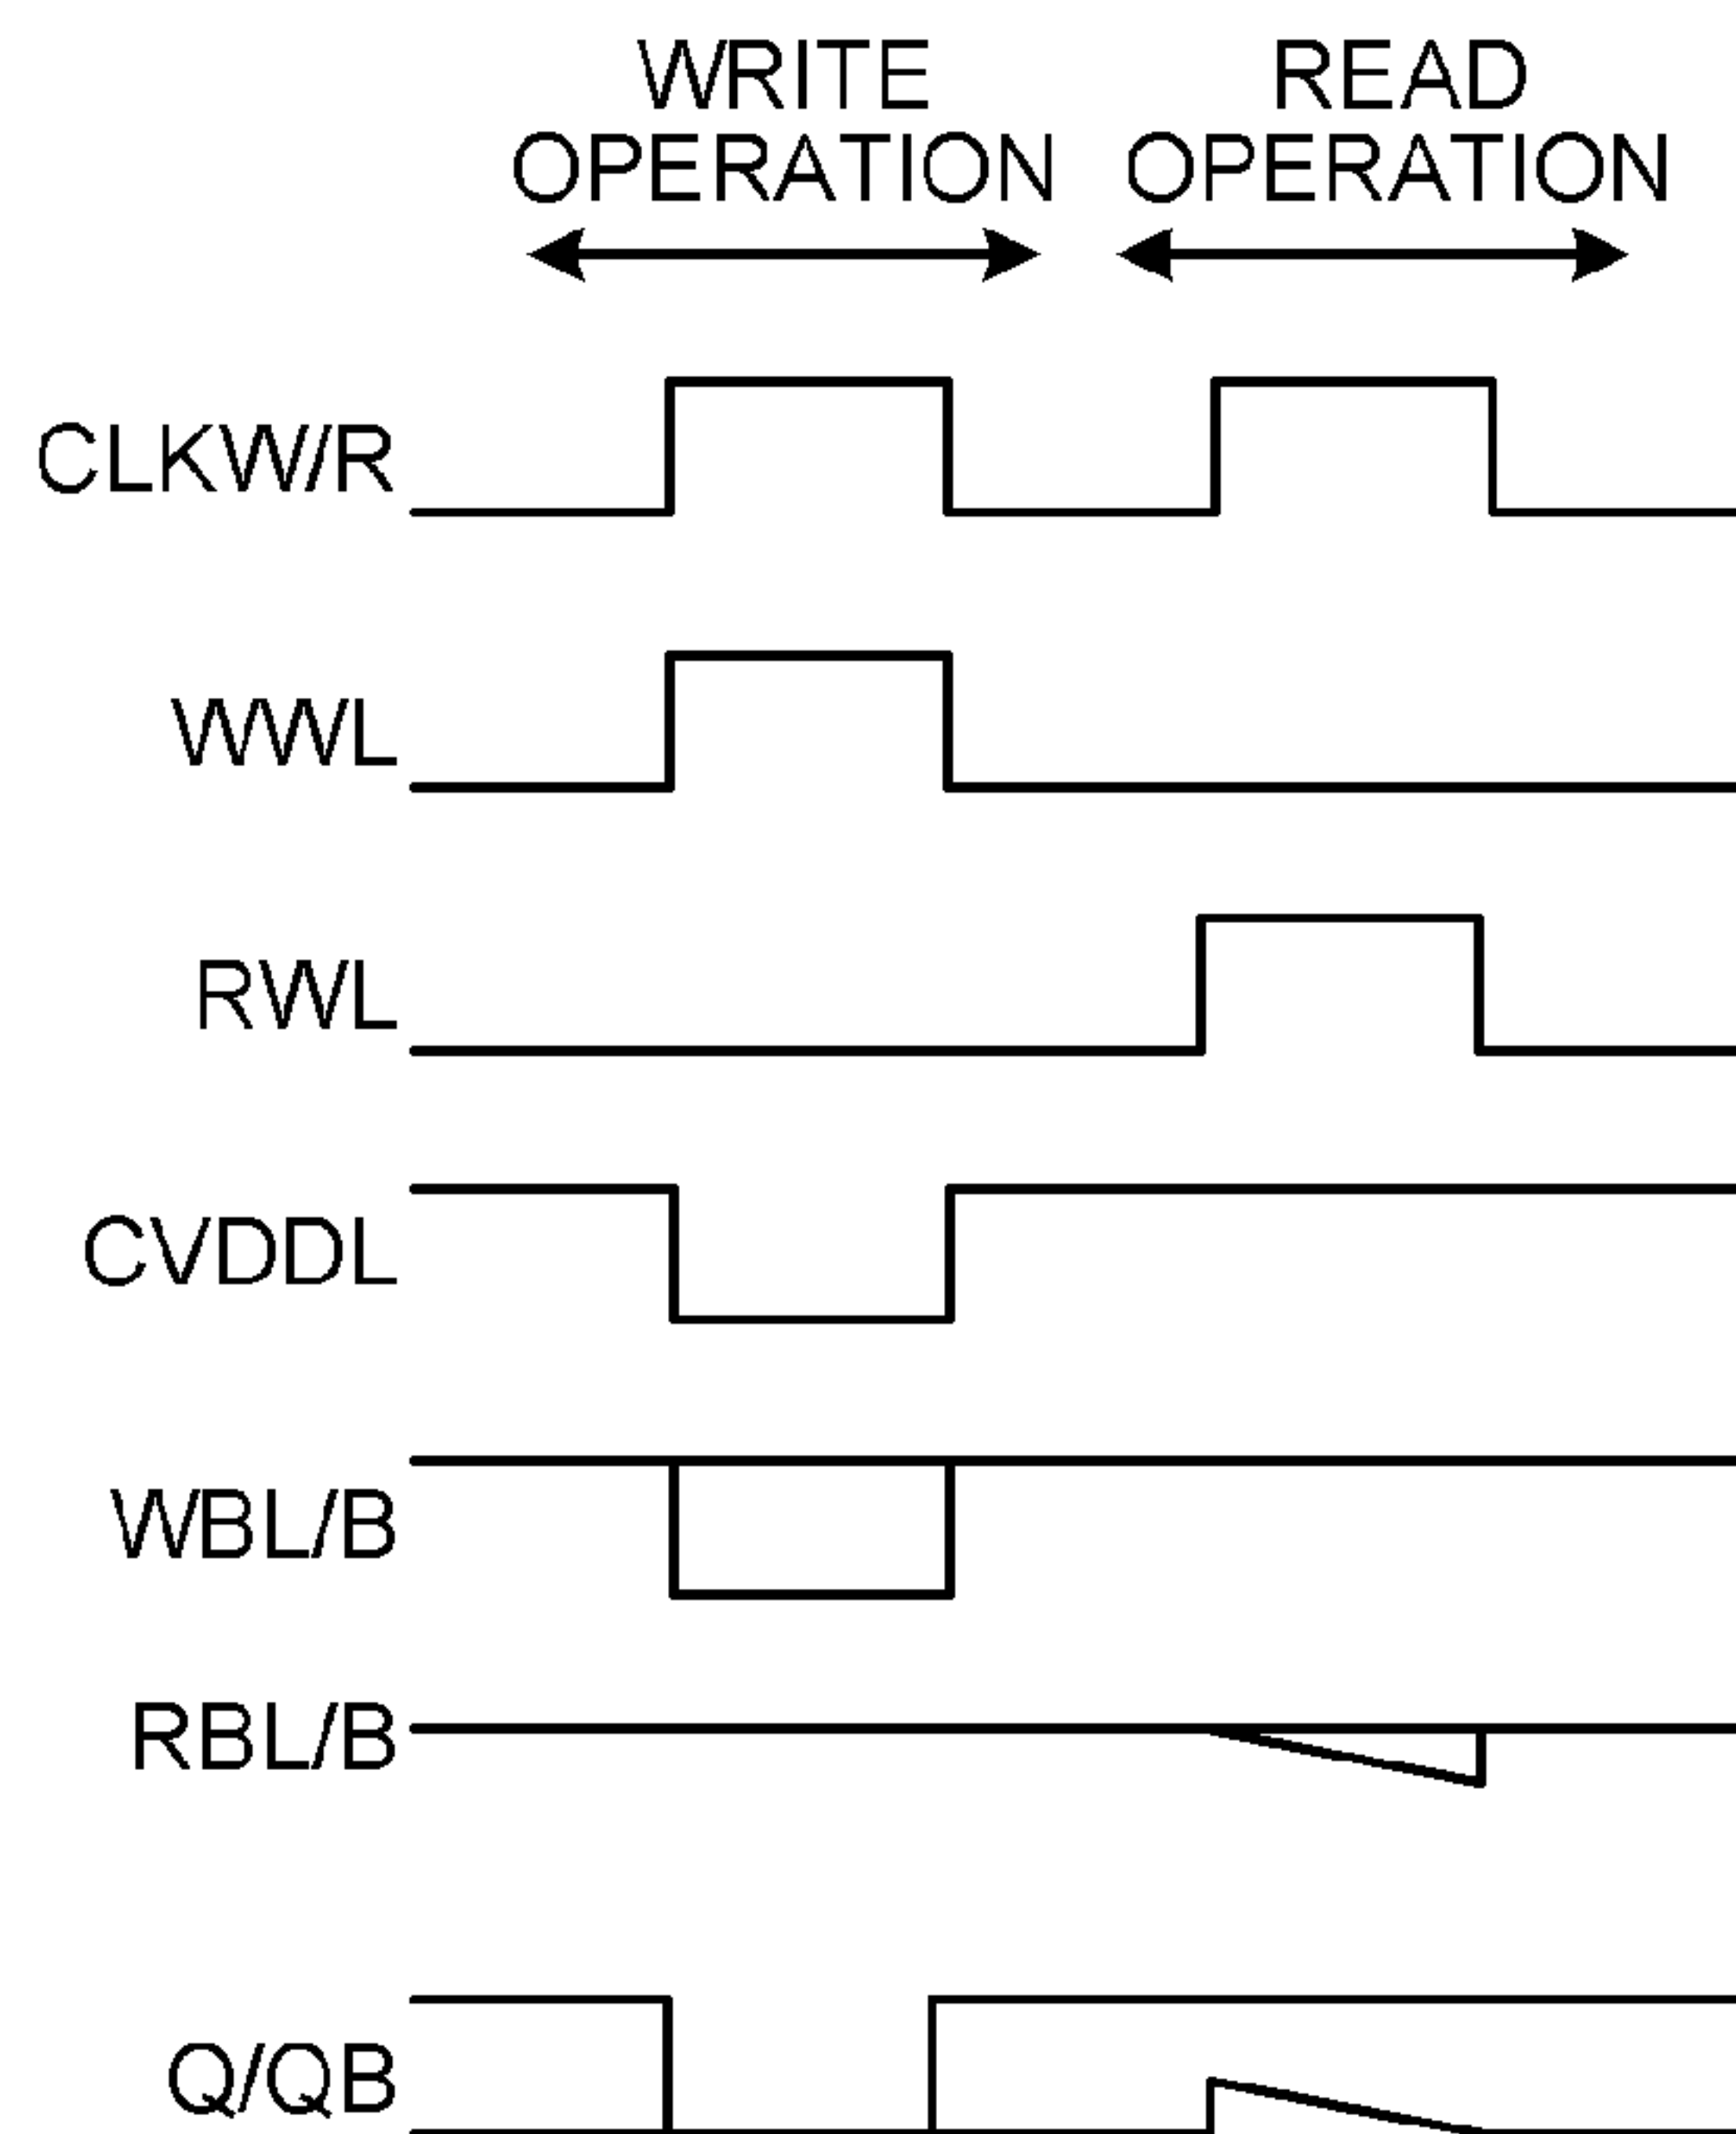 WRITE
OPERATION
READ
OPERATION
CLKW/R
WWL
RWL
CVDDL
WBL/B
RBL/B
Q/QB